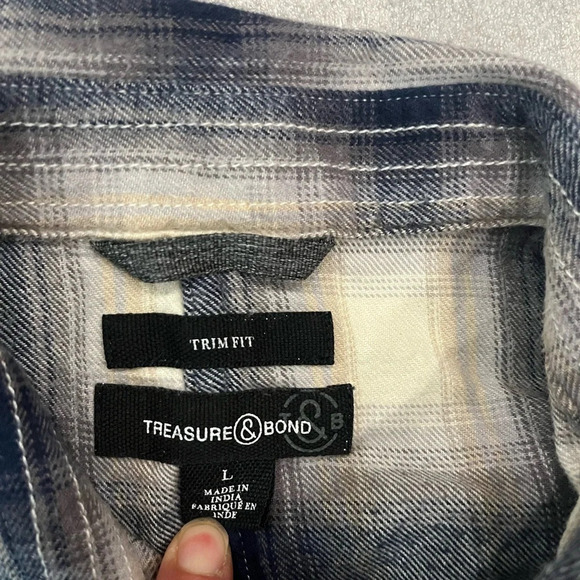 TRIM FIT
TREASURE & BOND
T & B
L
MADE IN
INDIA
FABRIQUÉ EN
INDE